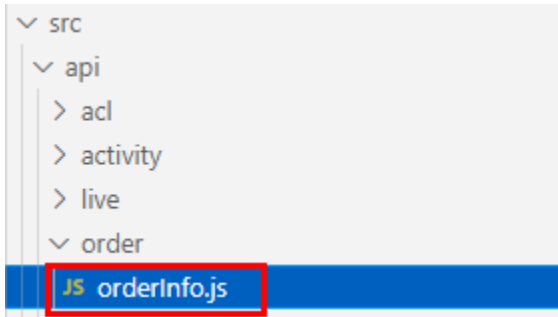 src
api
acl
activity
live
order
JS orderInfo.js